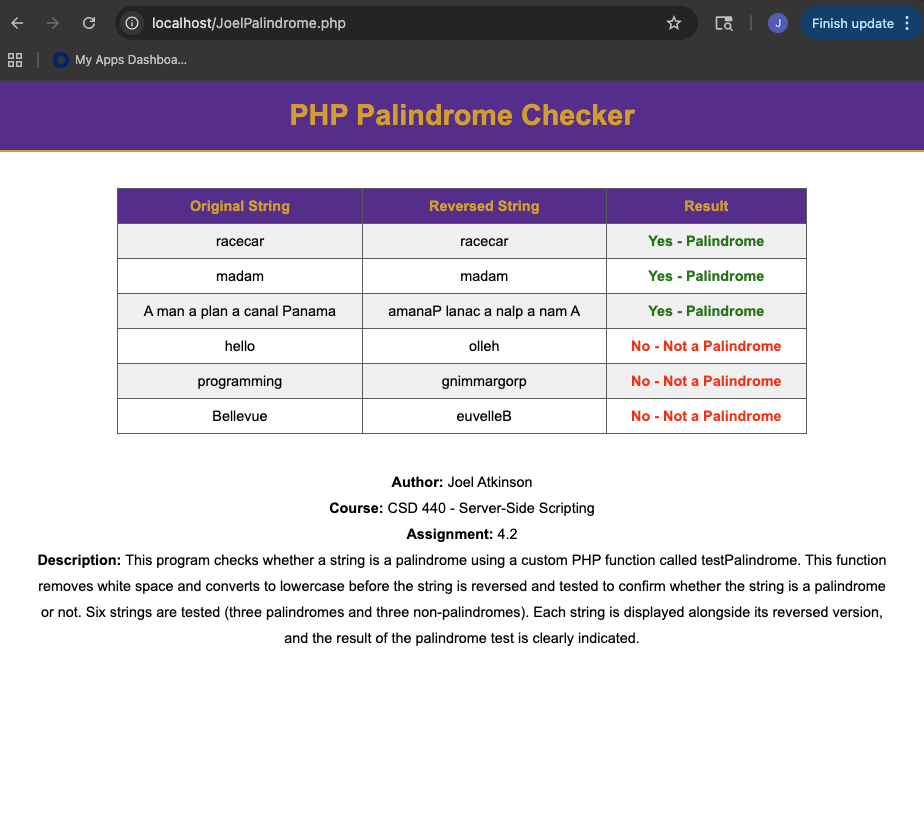 localhost/JoelPalindrome.php
J
Finish update
My Apps Dashboa...
PHP Palindrome Checker
Original String Reversed String Result
racecar racecar Yes - Palindrome
madam madam Yes - Palindrome
A man a plan a canal Panama amanaP lanac a nalp a nam A Yes - Palindrome
hello olleh No - Not a Palindrome
programming gnimmargorp No - Not a Palindrome
Bellevue euvelleB No - Not a Palindrome
Author: Joel Atkinson
Course: CSD 440 - Server-Side Scripting
Assignment: 4.2
Description: This program checks whether a string is a palindrome using a custom PHP function called testPalindrome. This function
removes white space and converts to lowercase before the string is reversed and tested to confirm whether the string is a palindrome
or not. Six strings are tested (three palindromes and three non-palindromes). Each string is displayed alongside its reversed version,
and the result of the palindrome test is clearly indicated.